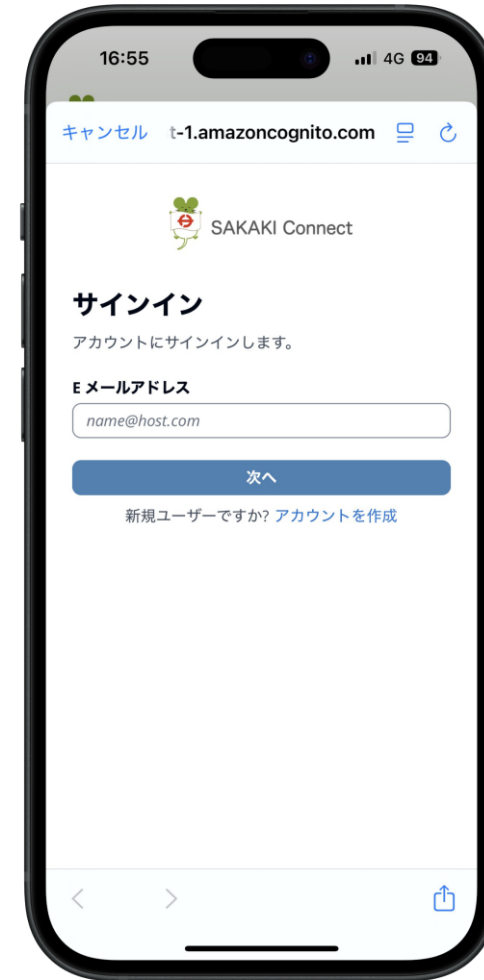 16:55
4G 94
キャンセル t-1.amazoncognito.com
SAKAKI Connect
サインイン
アカウントにサインインします。
E メールアドレス
name@host.com
次へ
新規ユーザーですか? アカウントを作成